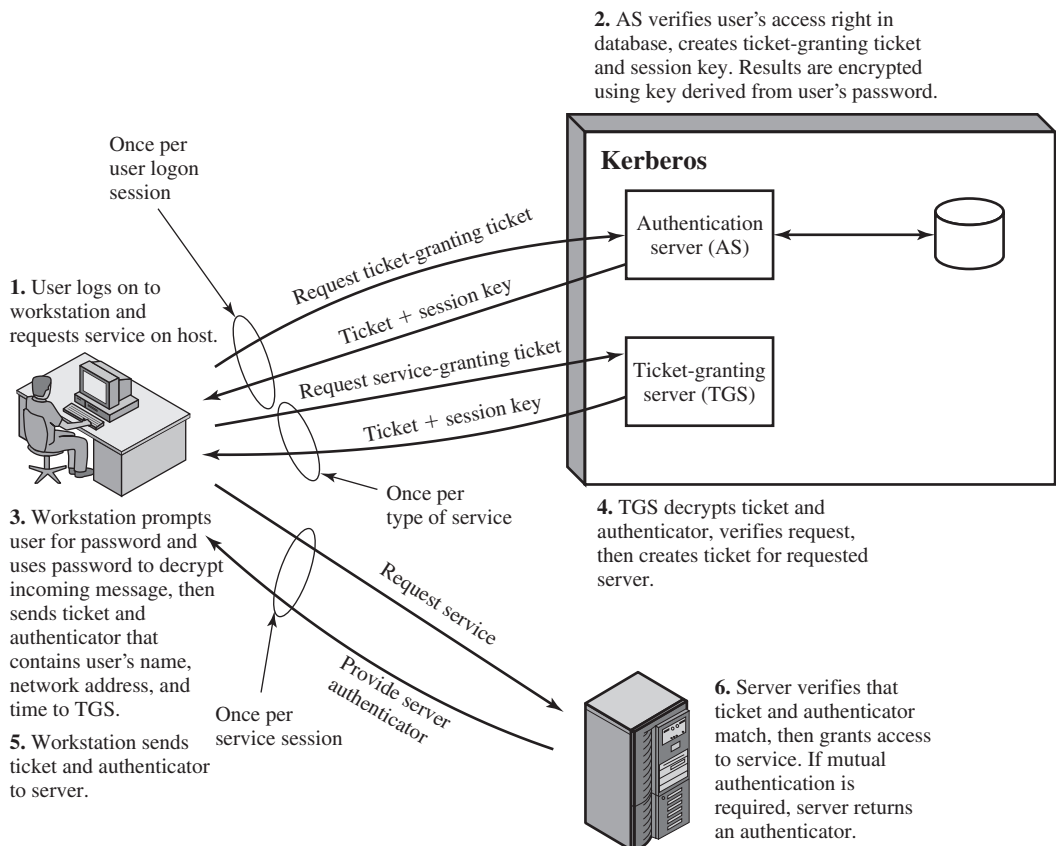 2. AS verifies user's access right in
database, creates ticket-granting ticket
and session key. Results are encrypted
using key derived from user's password.
Once per
user logon
session
Kerberos
Authentication
server (AS)
Request ticket-granting ticket
Ticket + session key
1. User logs on to
workstation and
requests service on host.
Request service-granting ticket
Ticket + session key
Ticket-granting
server (TGS)
Once per
type of service
3. Workstation prompts
user for password and
uses password to decrypt
incoming message, then
sends ticket and
authenticator that
contains user's name,
network address, and
time to TGS.
4. TGS decrypts ticket and
authenticator, verifies request,
then creates ticket for requested
server.
Request service
Provide server
authenticator
Once per
service session
5. Workstation sends
ticket and authenticator
to server.
6. Server verifies that
ticket and authenticator
match, then grants access
to service. If mutual
authentication is
required, server returns
an authenticator.